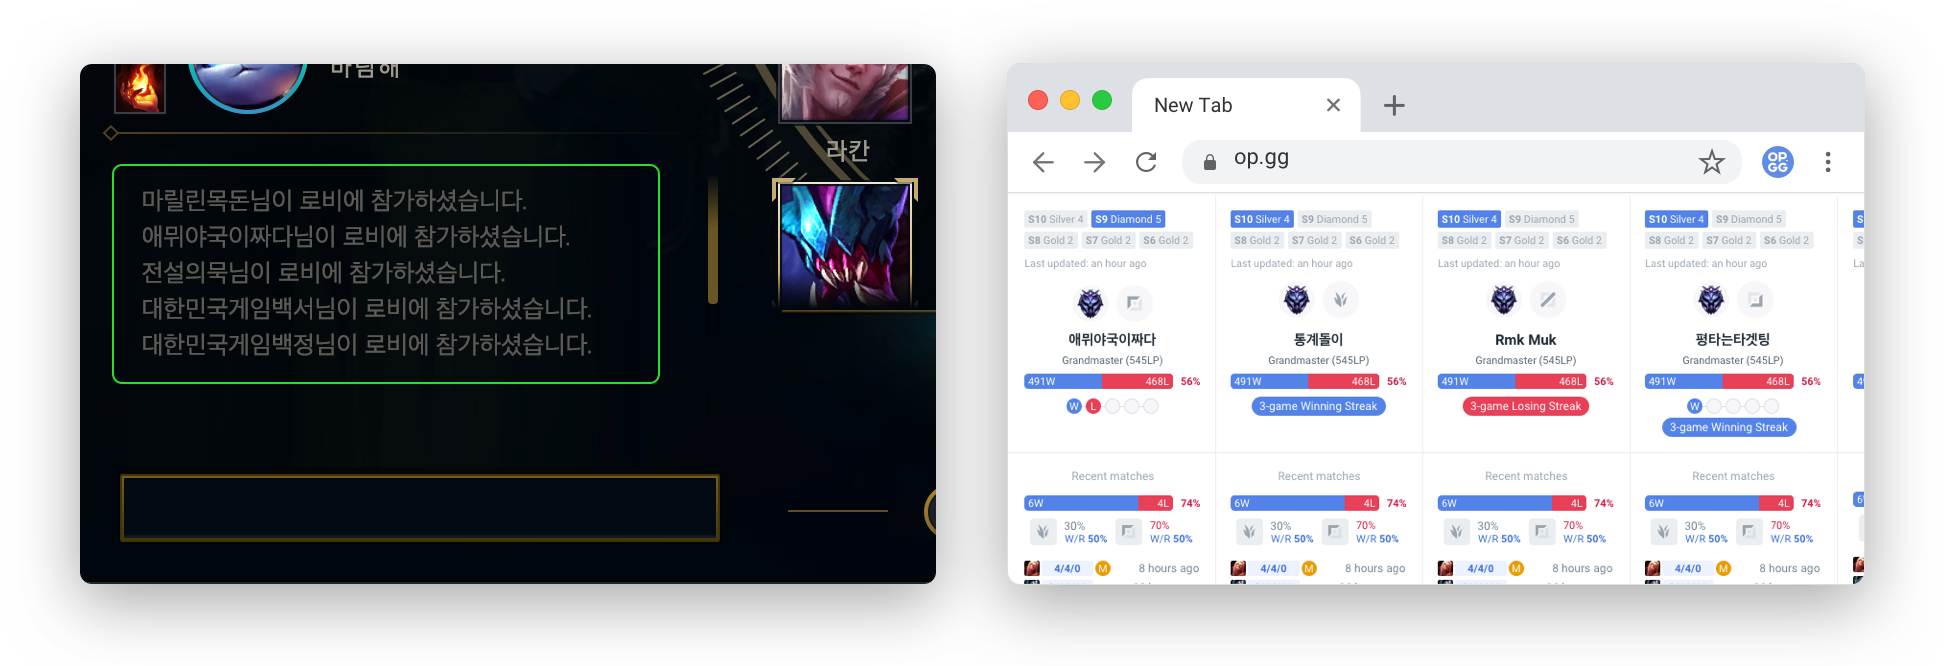 마림해
라칸
마릴린목돈님이 로비에 참가하셨습니다.
애뮈야국이짜다님이 로비에 참가하셨습니다.
전설의묵님이 로비에 참가하셨습니다.
대한민국게임백서님이 로비에 참가하셨습니다.
대한민국게임백정님이 로비에 참가하셨습니다.
New Tab
op.gg
OP.GG
S10 Silver 4 S9 Diamond 5
S8 Gold 2 S7 Gold 2 S6 Gold 2
Last updated: an hour ago
애뮈야국이짜다
Grandmaster (545LP)
491W 468L 56%
W L
Recent matches
6W 4L 74%
30% 70%
W/R 50% W/R 50%
4/4/0 M 8 hours ago
S10 Silver 4 S9 Diamond 5
S8 Gold 2 S7 Gold 2 S6 Gold 2
Last updated: an hour ago
통계돌이
Grandmaster (545LP)
491W 468L 56%
3-game Winning Streak
Recent matches
6W 4L 74%
30% 70%
W/R 50% W/R 50%
4/4/0 M 8 hours ago
S10 Silver 4 S9 Diamond 5
S8 Gold 2 S7 Gold 2 S6 Gold 2
Last updated: an hour ago
Rmk Muk
Grandmaster (545LP)
491W 468L 56%
3-game Losing Streak
Recent matches
6W 4L 74%
30% 70%
W/R 50% W/R 50%
4/4/0 M 8 hours ago
S10 Silver 4 S9 Diamond 5
S8 Gold 2 S7 Gold 2 S6 Gold 2
Last updated: an hour ago
평타는타겟팅
Grandmaster (545LP)
491W 468L 56%
W
3-game Winning Streak
Recent matches
6W 4L 74%
30% 70%
W/R 50% W/R 50%
4/4/0 M 8 hours ago